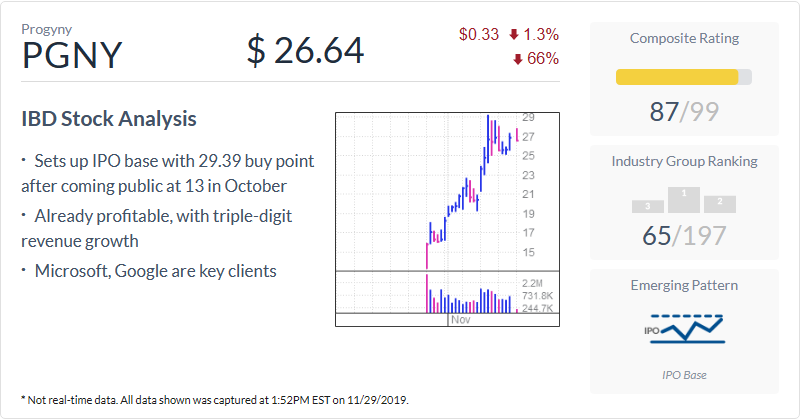 Progyny
PGNY
$ 26.64
$0.33 1.3%
66%
IBD Stock Analysis
· Sets up IPO base with 29.39 buy point
after coming public at 13 in October
· Already profitable, with triple-digit
revenue growth
· Microsoft, Google are key clients
29
27
25
23
21
19
17
15
2.2M
731.8K
244.7K
Nov
Composite Rating
87/99
Industry Group Ranking
3
1
2
65/197
Emerging Pattern
IPO
IPO Base
* Not real-time data. All data shown was captured at 1:52PM EST on 11/29/2019.